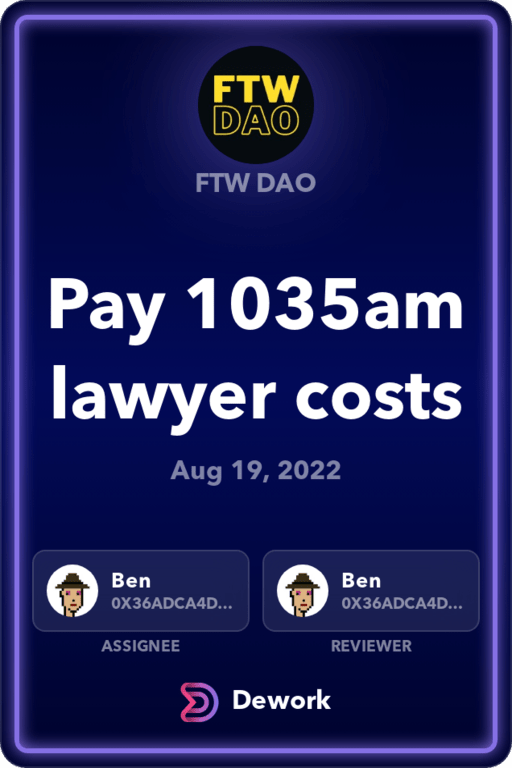 FTW
DAO
FTW DAO
Pay 1035am
lawyer costs
Aug 19, 2022
Ben
0X36ADCA4D...
ASSIGNEE
Ben
0X36ADCA4D...
REVIEWER
Dework